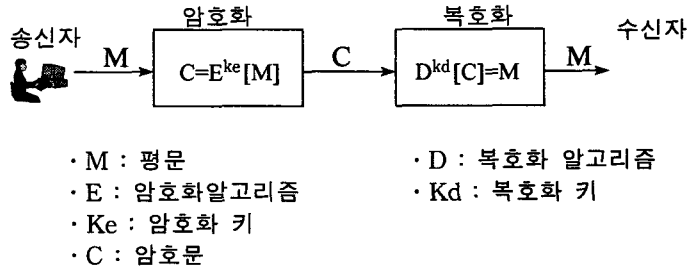 암호화 복호화
송신자 수신자
M C=E^ke[M] C D^kd[C]=M M
· M : 평문
· E : 암호화알고리즘
· Ke : 암호화 키
· C : 암호문
· D : 복호화 알고리즘
· Kd : 복호화 키